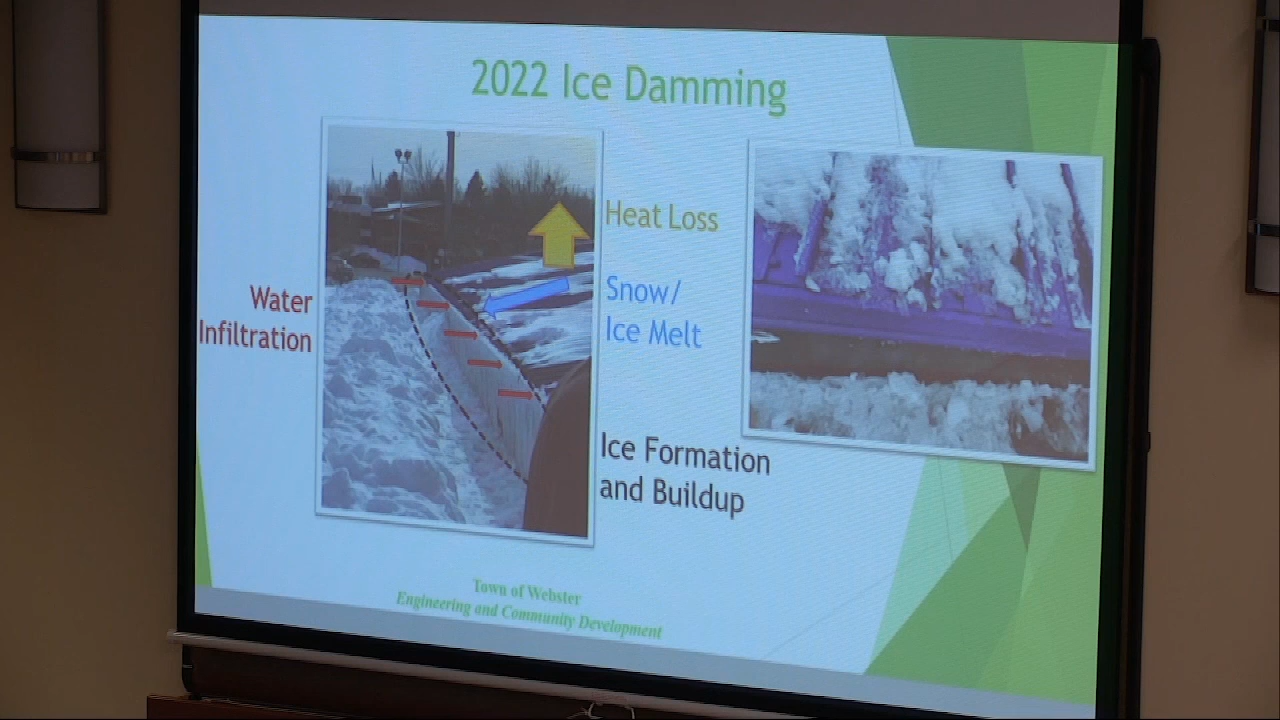 2022 Ice Damming
Water
Infiltration
Heat Loss
Snow/
Ice Melt
Ice Formation
and Buildup
Town of Webster
Engineering and Community Development